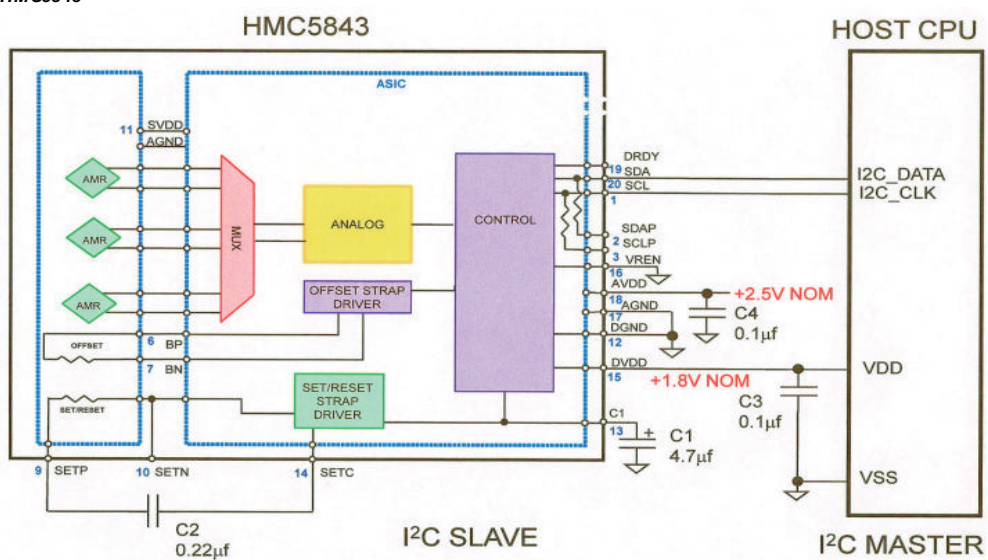 HMC5843
HOST CPU
ASIC
11
SVDD
AGND
AMR
AMR
AMR
MUX
ANALOG
OFFSET STRAP
DRIVER
CONTROL
OFFSET
6 BP
7 BN
SET/RESET
SET/RESET
STRAP
DRIVER
DRDY
19 SDA
20 SCL
1
I2C_DATA
I2C_CLK
SDAP
2 SCLP
3 VREN
16
AVDD
18
+2.5V NOM
AGND
17
C4
0.1µf
DGND
12
DVDD
15
+1.8V NOM
VDD
C3
0.1µf
C1
13
+
C1
4.7µf
VSS
9 SETP
10 SETN
14 SETC
C2
0.22µf
I²C SLAVE
I²C MASTER